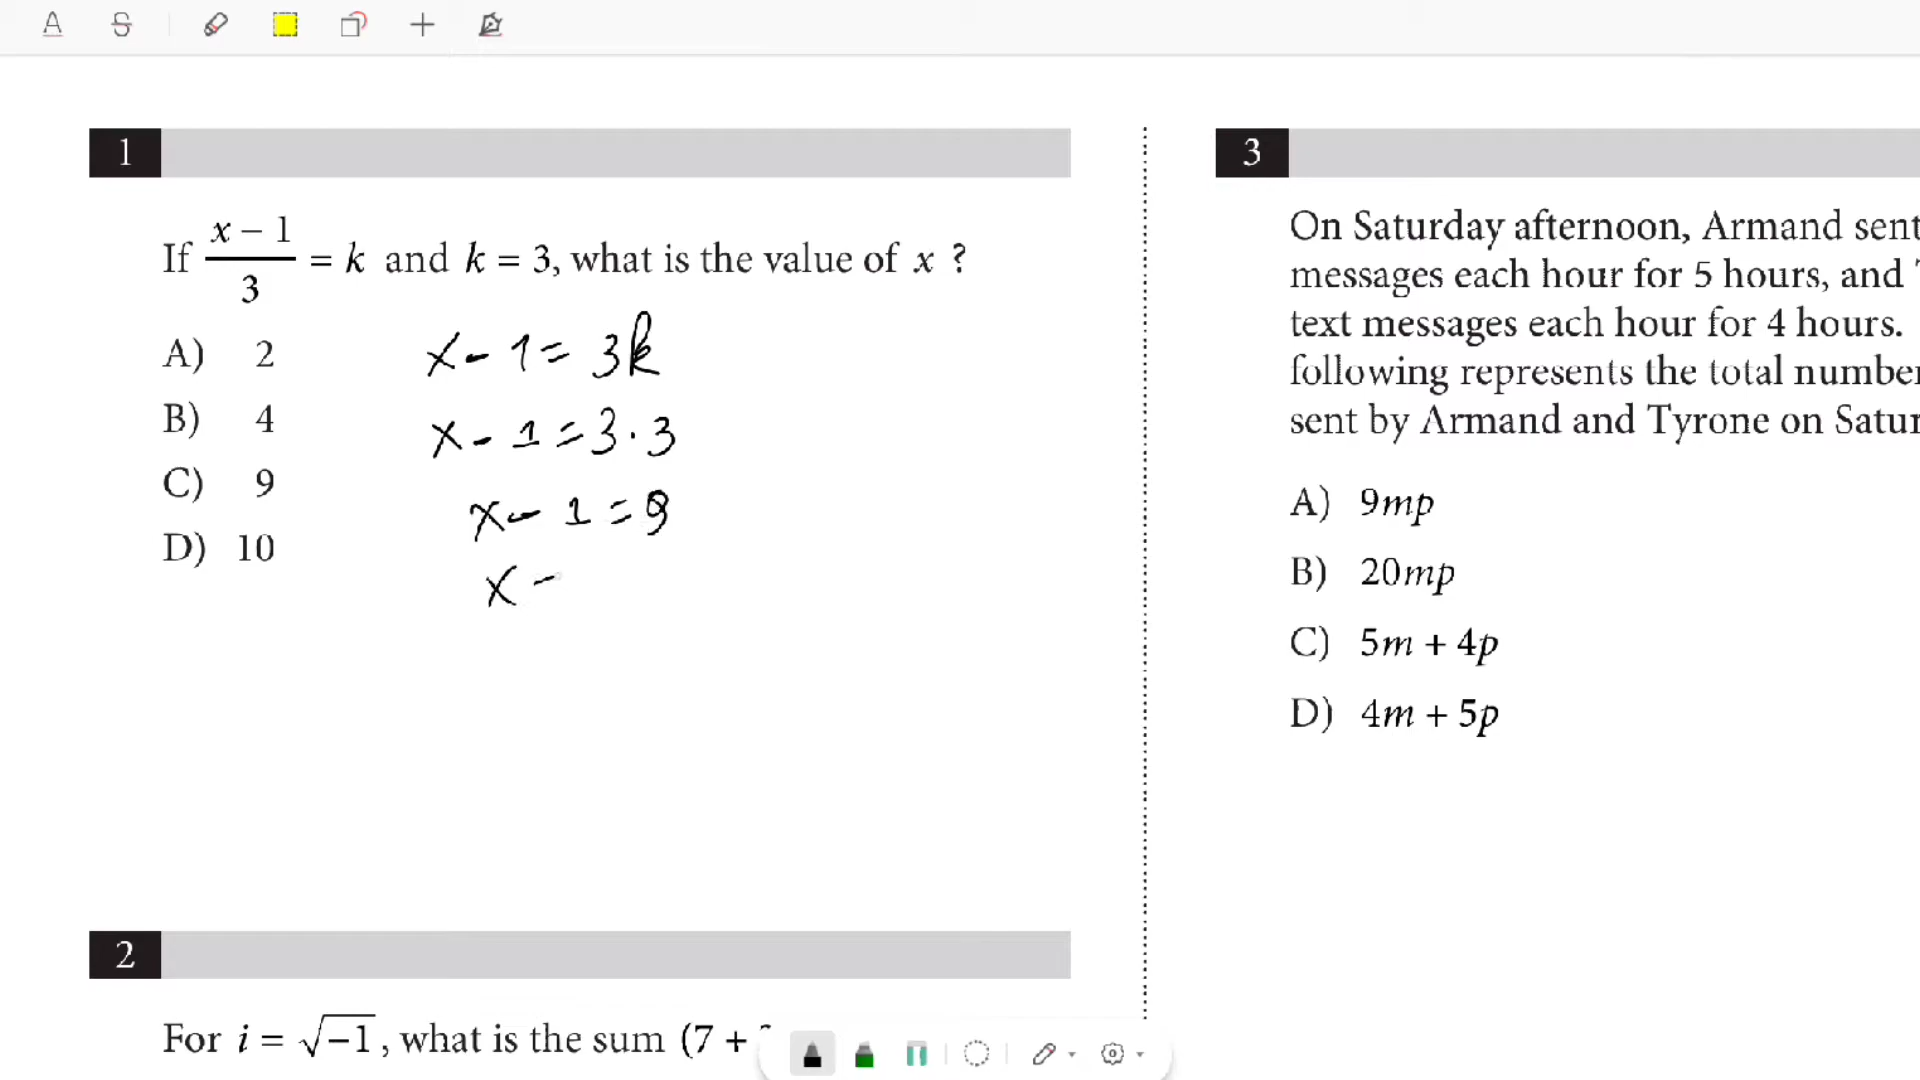 1
If x − 1 / 3 = k and k = 3, what is the value of x ?
A) 2
B) 4
C) 9
D) 10
x - 1 = 3k
x - 1 = 3 · 3
x - 1 = 9
x -
2
For i = √−1, what is the sum (7 +
3
On Saturday afternoon, Armand sent
messages each hour for 5 hours, and
text messages each hour for 4 hours.
following represents the total number
sent by Armand and Tyrone on Satur
A) 9mp
B) 20mp
C) 5m + 4p
D) 4m + 5p